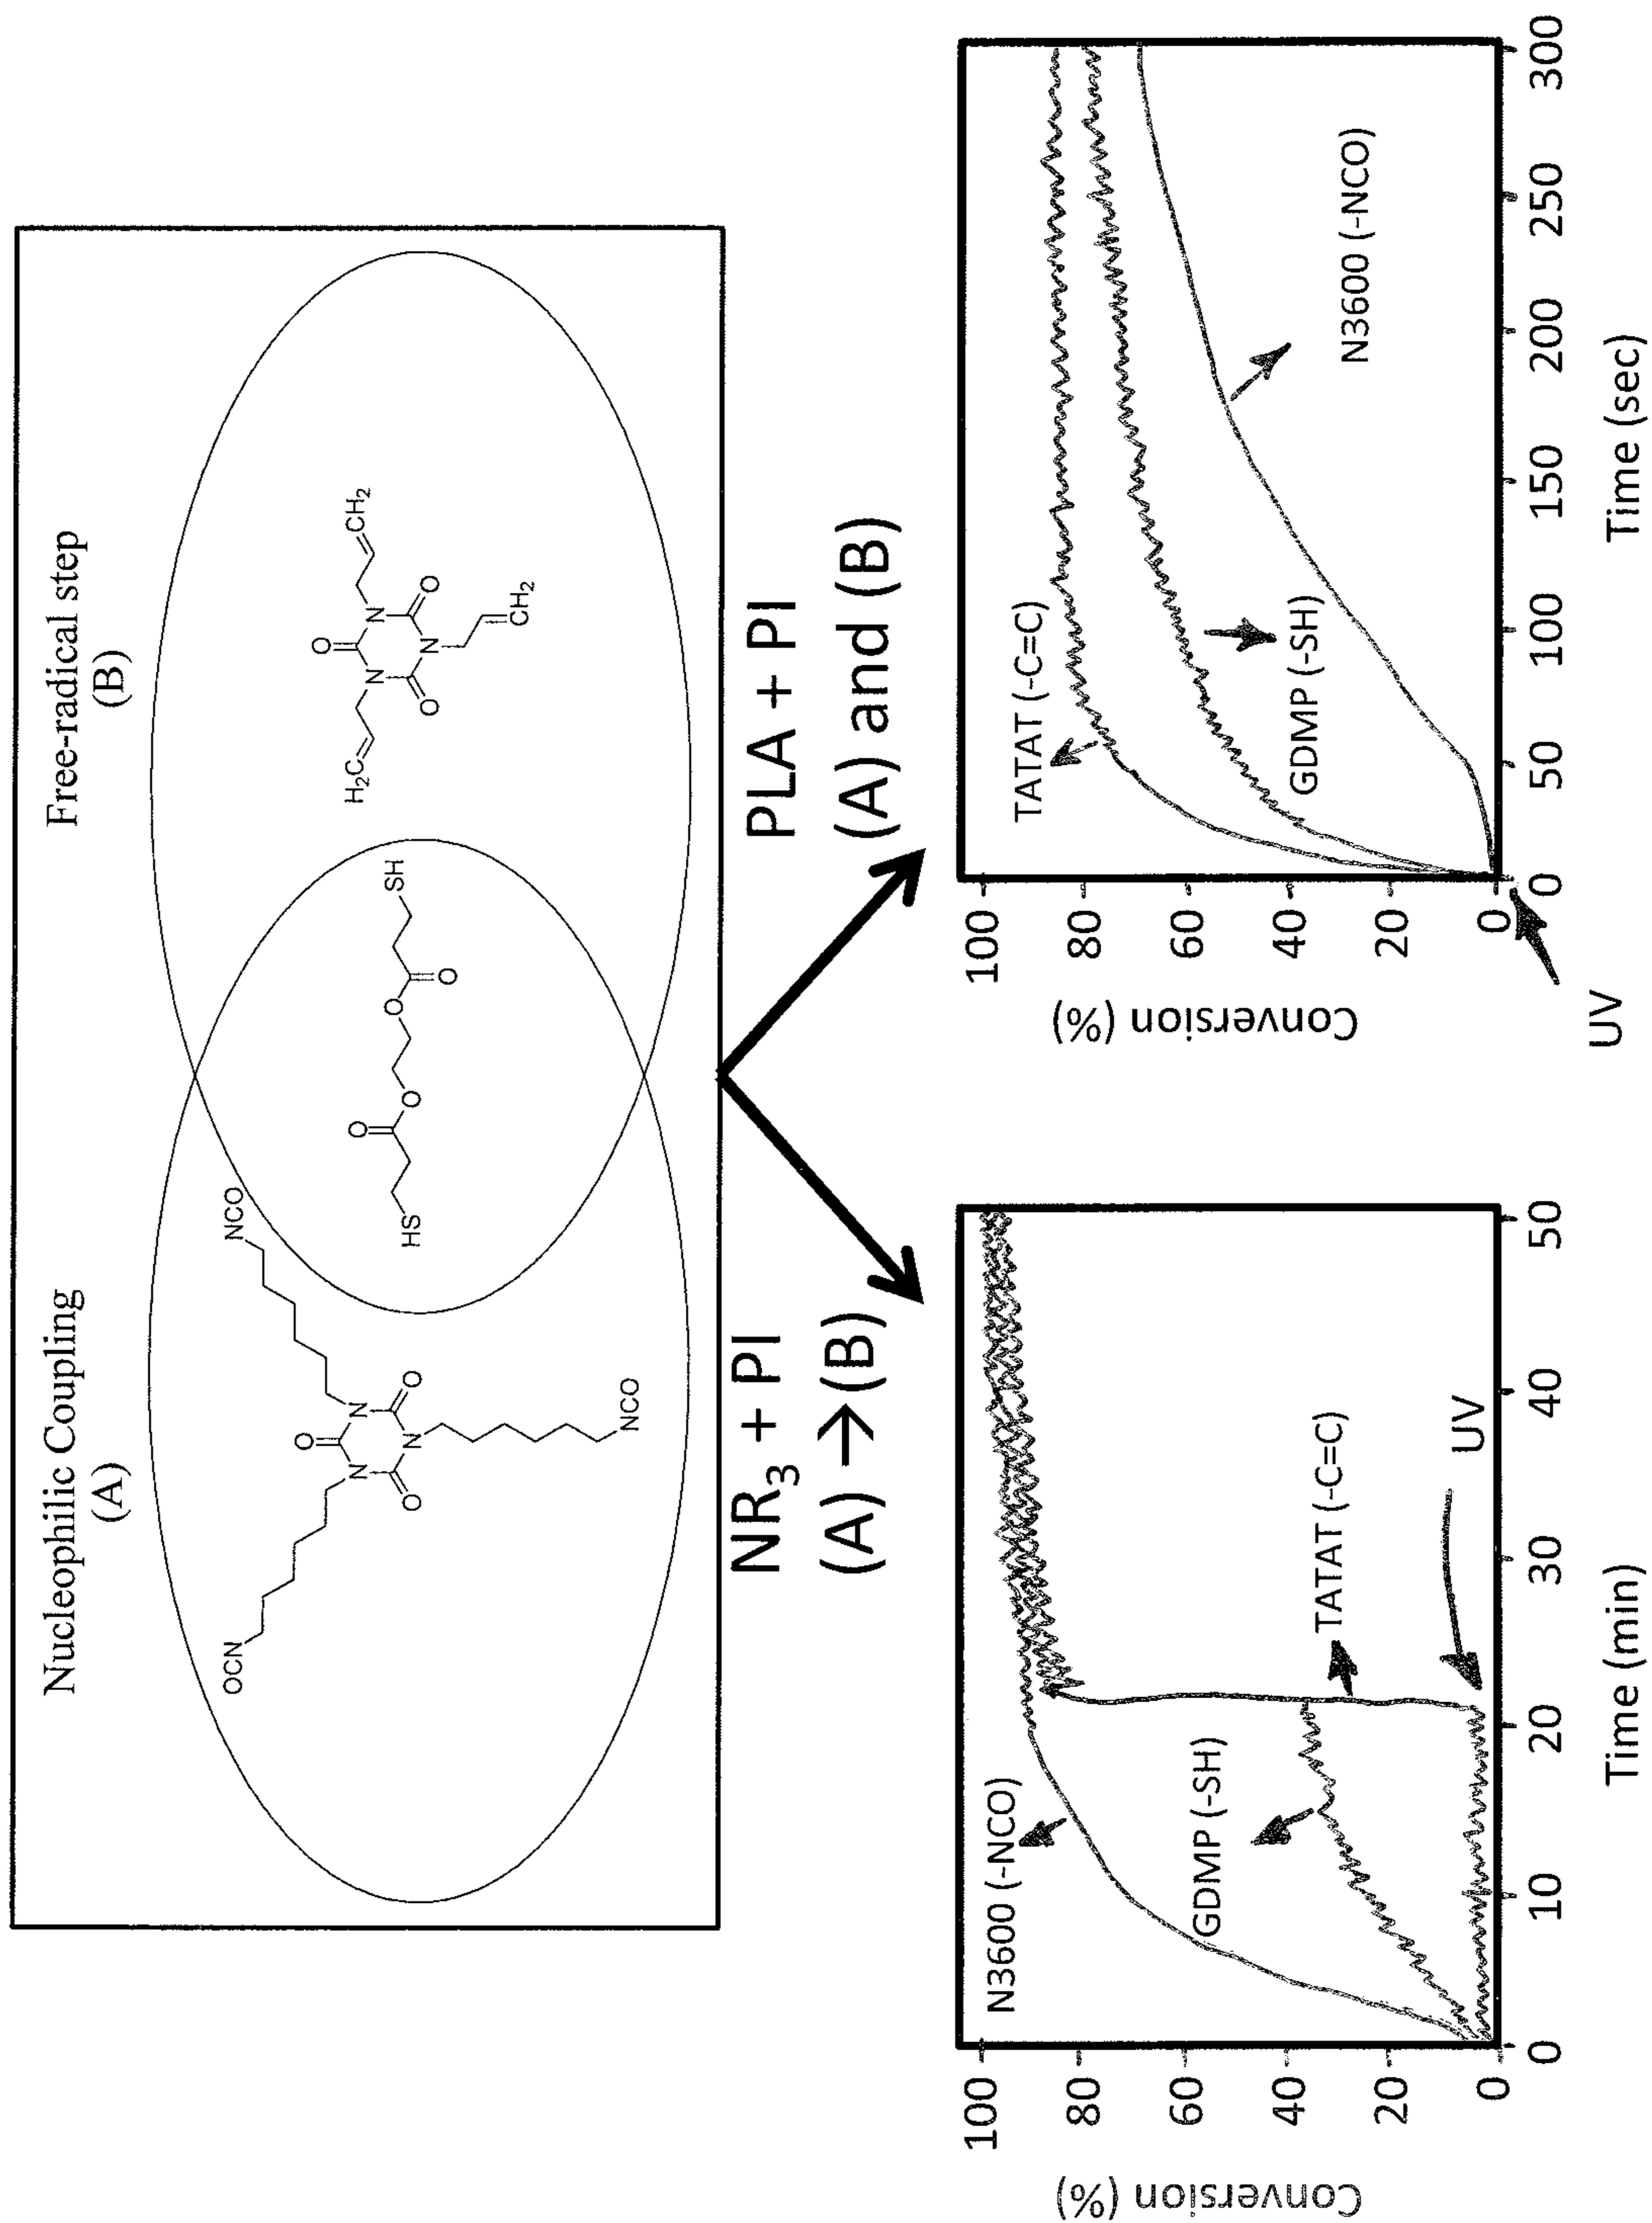 Nucleophilic Coupling
(A)
Free-radical step
(B)
OCN
NCO
NCO
N
N
N
O
O
O
HS
O
O
O
O
SH
H₂C
CH₂
CH₂
N
N
N
O
O
O
NR₃ + PI
(A) →(B)
PLA + PI
(A) and (B)
Conversion (%)
100
80
60
40
20
0
N3600 (-NCO)
GDMP (-SH)
TATAT (-C=C)
UV
0 10 20 30 40 50
Time (min)
Conversion (%)
100
80
60
40
20
0
TATAT (-C=C)
GDMP (-SH)
N3600 (-NCO)
UV
0 50 100 150 200 250 300
Time (sec)